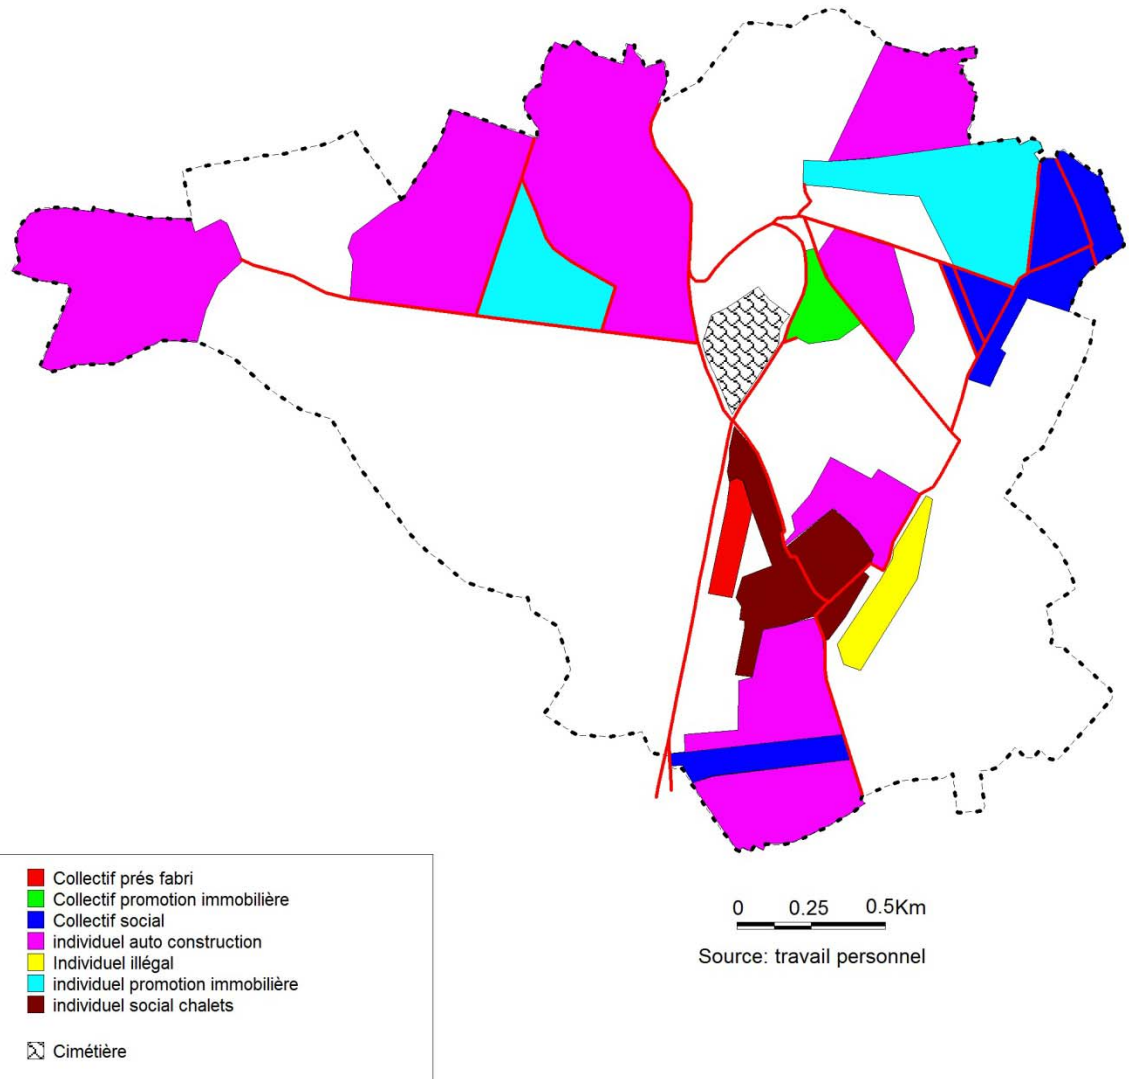 Collectif prés fabri
Collectif promotion immobilière
Collectif social
individuel auto construction
Individuel illégal
individuel promotion immobilière
individuel social chalets
Cimétière
0 0.25 0.5Km
Source: travail personnel